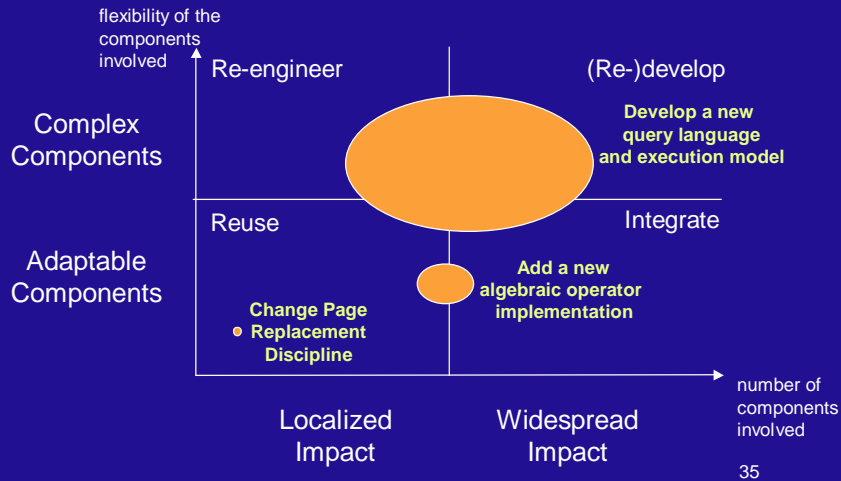 flexibility of the
components
involved
Re-engineer
(Re-)develop
Complex
Components
Develop a new
query language
and execution model
Reuse
Integrate
Adaptable
Components
Add a new
algebraic operator
implementation
Change Page
Replacement
Discipline
number of
components
involved
Localized
Impact
Widespread
Impact
35